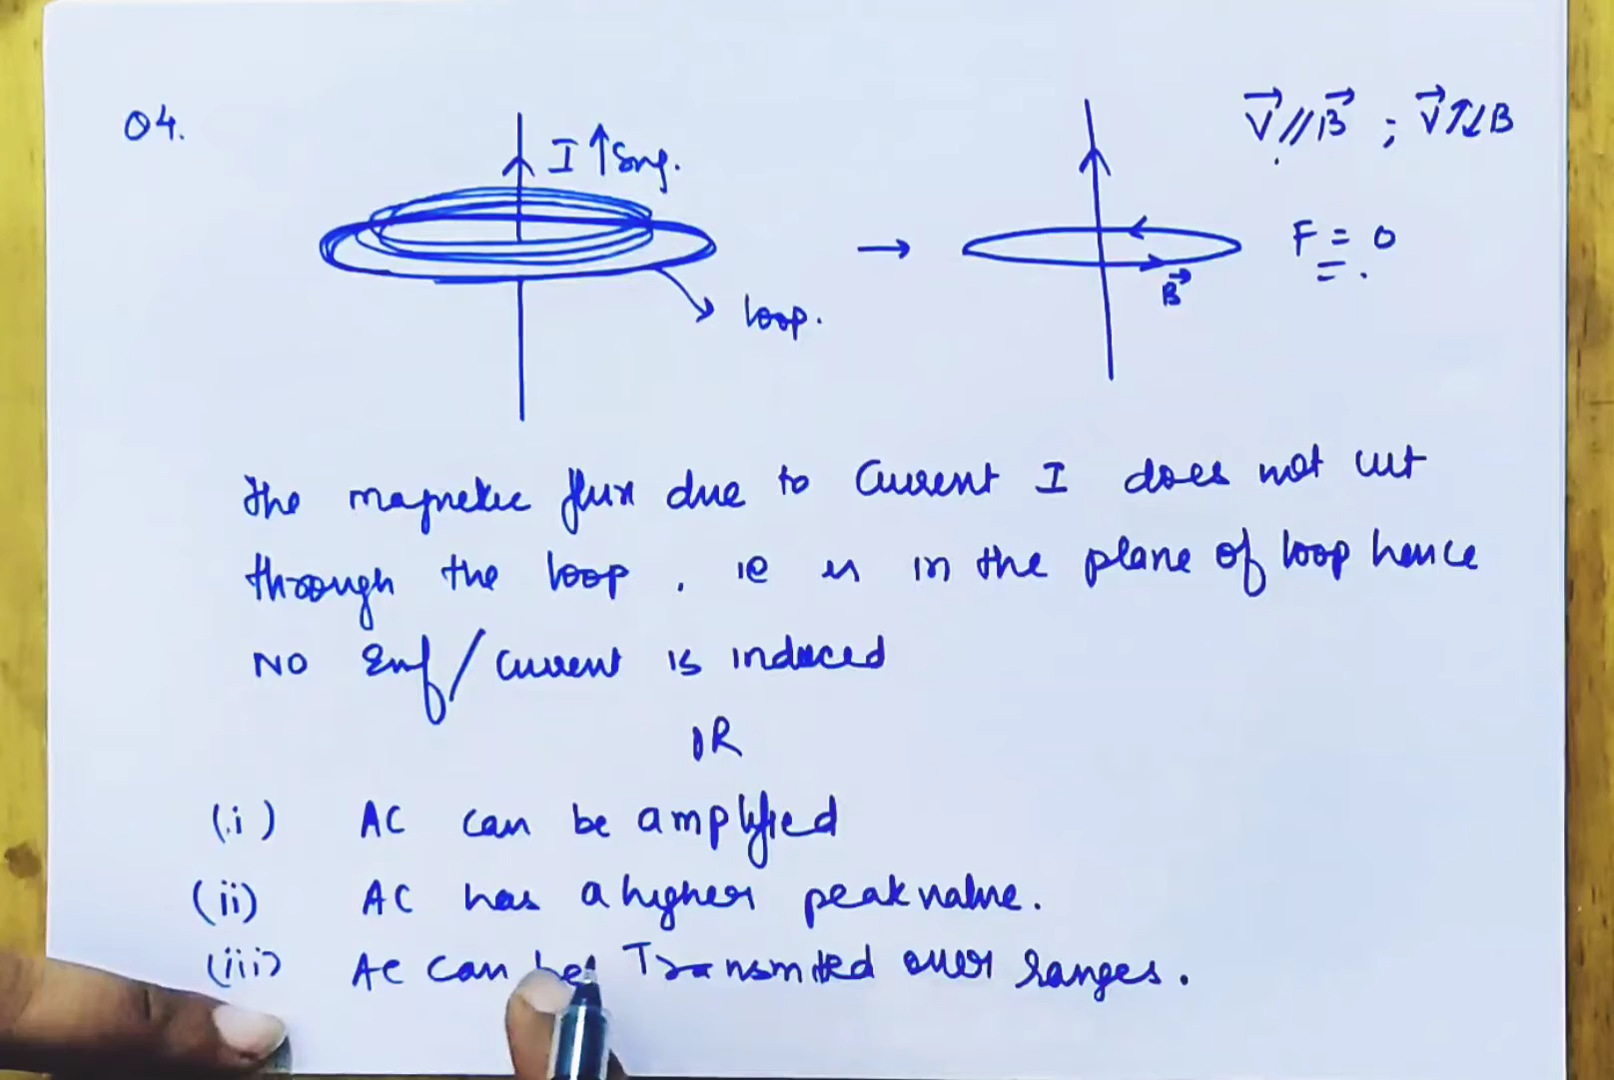 04.
I ↑ sng.
loop.
B⃗
V⃗ // B⃗ ; V⃗ ↑↓ B
F = 0
The magnetic flux due to Current I does not cut
through the loop . ie is in the plane of loop hence
NO Emf / Current is induced
OR
(i) AC can be amplified
(ii) AC has a higher peak value.
(iii) AC can be Transmitted over ranges.